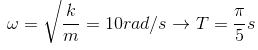 ω = √(k/m) = 10rad/s → T = π/5 s